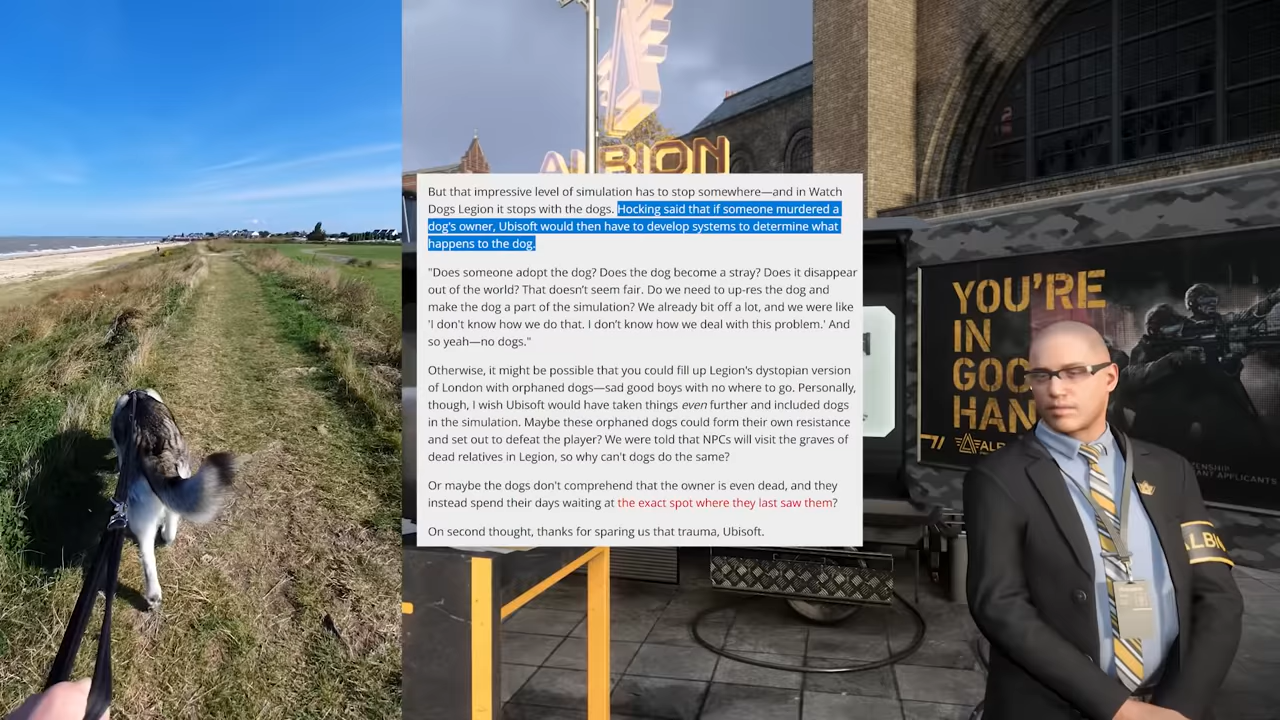 ALBION
But that impressive level of simulation has to stop somewhere—and in Watch
Dogs Legion it stops with the dogs. Hocking said that if someone murdered a
dog's owner, Ubisoft would then have to develop systems to determine what
happens to the dog.
"Does someone adopt the dog? Does the dog become a stray? Does it disappear
out of the world? That doesn’t seem fair. Do we need to up-res the dog and
make the dog a part of the simulation? We already bit off a lot, and we were like
'I don't know how we do that. I don’t know how we deal with this problem.' And
so yeah—no dogs."
Otherwise, it might be possible that you could fill up Legion's dystopian version
of London with orphaned dogs—sad good boys with no where to go. Personally,
though, I wish Ubisoft would have taken things even further and included dogs
in the simulation. Maybe these orphaned dogs could form their own resistance
and set out to defeat the player? We were told that NPCs will visit the graves of
dead relatives in Legion, so why can't dogs do the same?
Or maybe the dogs don't comprehend that the owner is even dead, and they
instead spend their days waiting at the exact spot where they last saw them?
On second thought, thanks for sparing us that trauma, Ubisoft.
YOU'RE
IN
GOO
HAN
ALB
ALBI